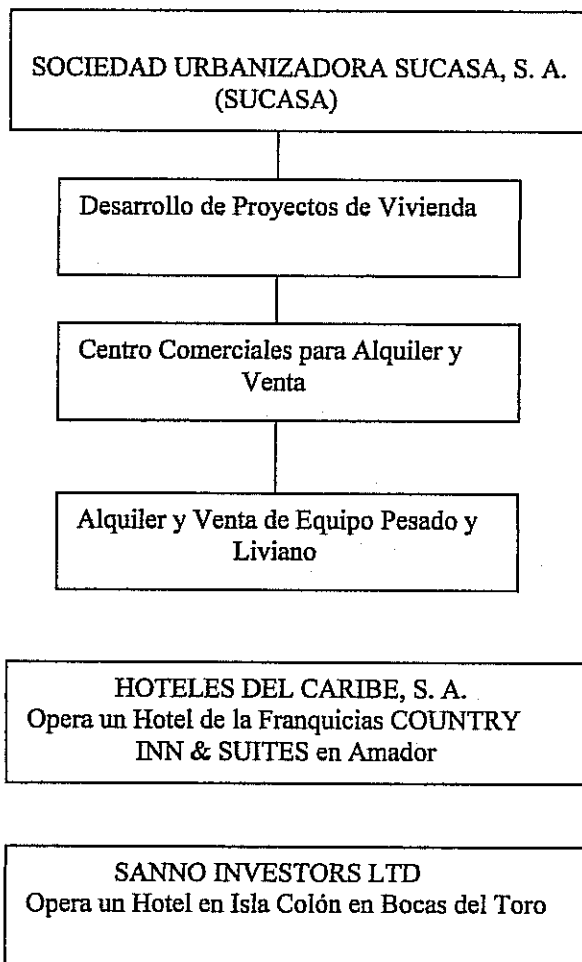 SOCIEDAD URBANIZADORA SUCASA, S. A.
(SUCASA)
Desarrollo de Proyectos de Vivienda
Centro Comerciales para Alquiler y
Venta
Alquiler y Venta de Equipo Pesado y
Liviano
HOTELES DEL CARIBE, S. A.
Opera un Hotel de la Franquicias COUNTRY
INN & SUITES en Amador
SANNO INVESTORS LTD
Opera un Hotel en Isla Colón en Bocas del Toro